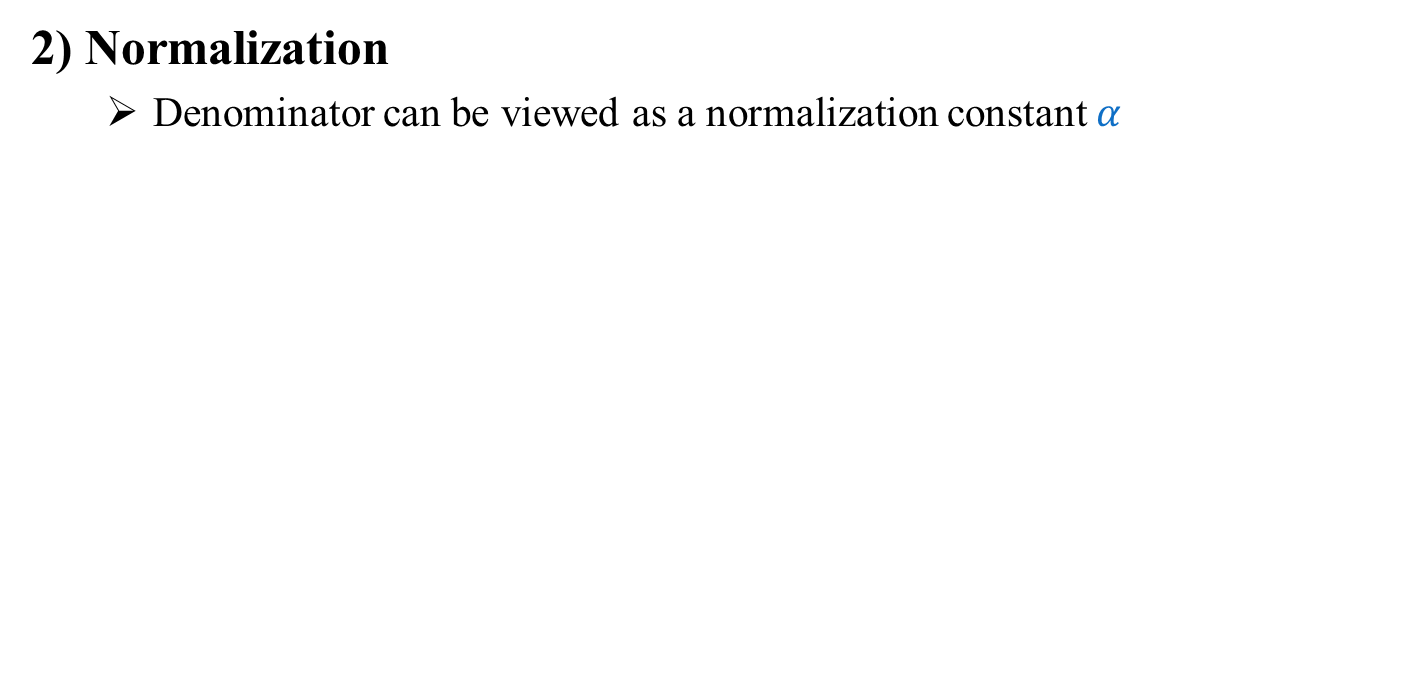 2) Normalization
➢ Denominator can be viewed as a normalization constant α